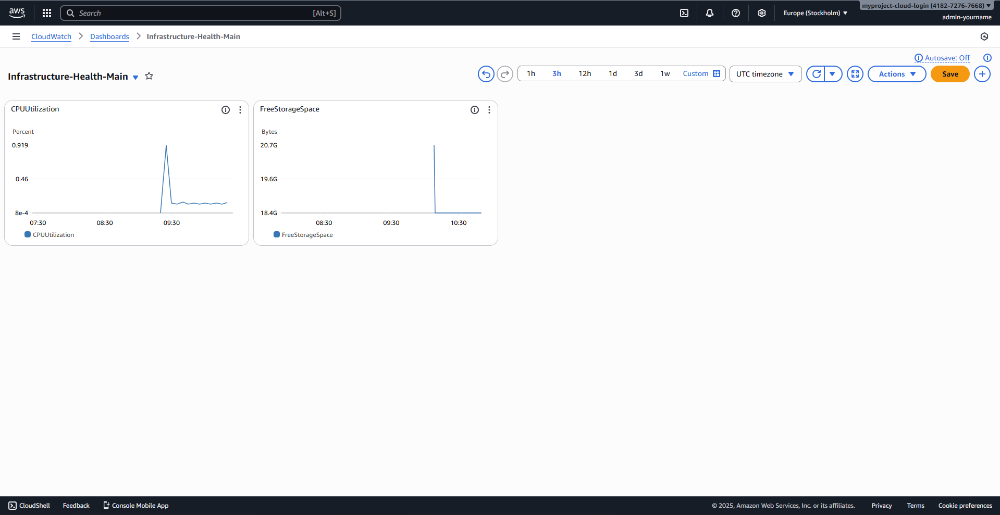 aws
Search [Alt+S]
Europe (Stockholm)
myproject-cloud-login (4182-7276-7668)
admin-yourname
CloudWatch
Dashboards
Infrastructure-Health-Main
Autosave: Off
Infrastructure-Health-Main
1h 3h 12h 1d 3d 1w Custom
UTC timezone
Actions
Save
CPUUtilization
Percent
0.919
0.46
8e-4
07:30 08:30 09:30
CPUUtilization
FreeStorageSpace
Bytes
20.7G
19.6G
18.4G
08:30 09:30 10:30
FreeStorageSpace
CloudShell
Feedback
Console Mobile App
© 2025, Amazon Web Services, Inc. or its affiliates.
Privacy
Terms
Cookie preferences